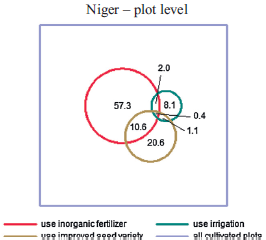 Niger – plot level
2.0
57.3
8.1
0.4
10.6
1.1
20.6
use inorganic fertilizer use irrigation
use improved seed variety all cultivated plots